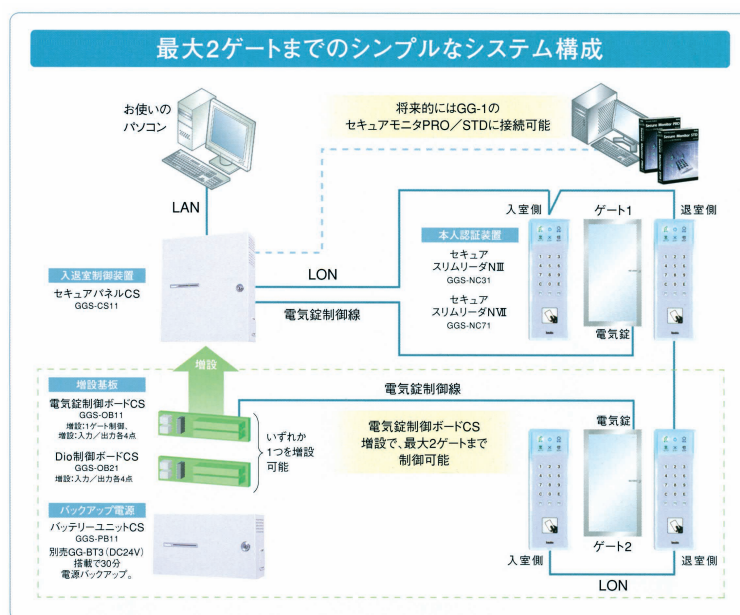 最大2ゲートまでのシンプルなシステム構成
お使いの
パソコン
将来的にはGG-1の
セキュアモニタPRO／STDに接続可能
Secure Monitor PRO
Secure Monitor STD
LAN
入室側
ゲート1
退室側
本人認証装置
セキュア
スリムリーダNⅢ
GGS-NC31
セキュア
スリムリーダNⅦ
GGS-NC71
入退室制御装置
セキュアパネルCS
GGS-CS11
LON
電気錠制御線
電気錠
増設
増設基板
電気錠制御ボードCS
GGS-OB11
増設:1ゲート制御、
増設:入力／出力各4点
Dio制御ボードCS
GGS-OB21
増設:入力／出力各4点
いずれか
1つを増設
可能
電気錠制御線
電気錠制御ボードCS
増設で、最大2ゲートまで
制御可能
電気錠
バックアップ電源
バッテリーユニットCS
GGS-PB11
別売GG-BT3（DC24V）
搭載で30分
電源バックアップ。
入室側
ゲート2
退室側
LON